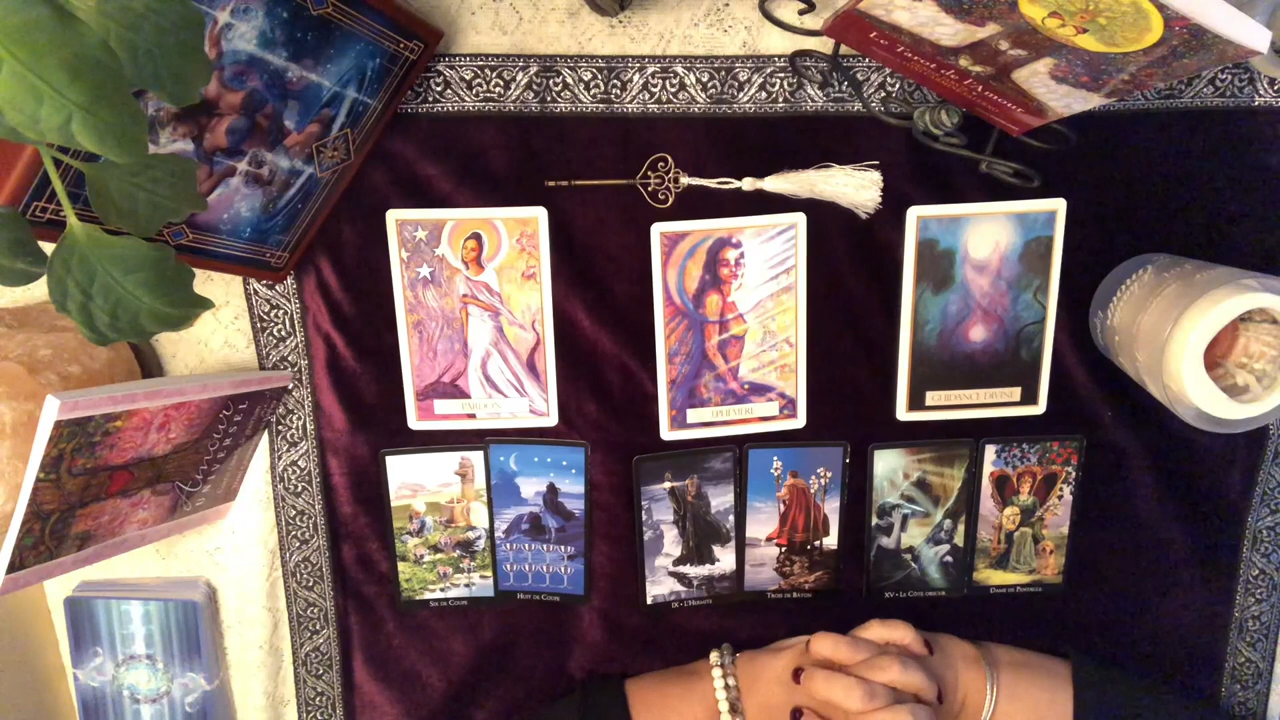 Le Tarot de l'Amour
PARDON
ÉPHÉMÈRE
GUIDANCE DIVINE
Amour
UNIVERSEL
SIX DE COUPE
HUIT DE COUPE
IX • L'HERMITE
TROIS DE BÂTON
XV • LE CÔTÉ OBSCUR
DAME DE PENTACLE